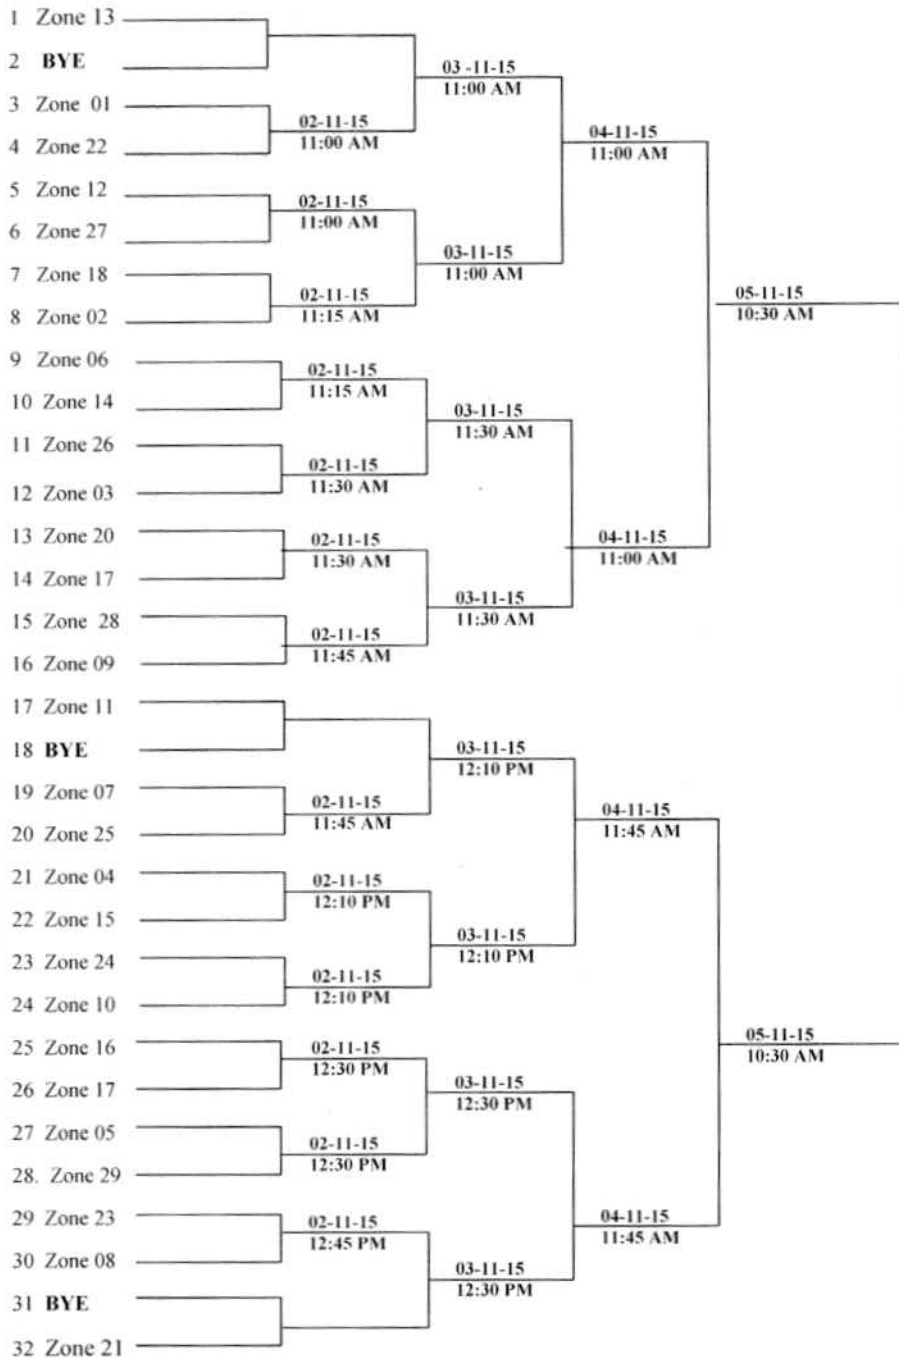 1 Zone 13
2 BYE
3 Zone 01
4 Zone 22
5 Zone 12
6 Zone 27
7 Zone 18
8 Zone 02
9 Zone 06
10 Zone 14
11 Zone 26
12 Zone 03
13 Zone 20
14 Zone 17
15 Zone 28
16 Zone 09
17 Zone 11
18 BYE
19 Zone 07
20 Zone 25
21 Zone 04
22 Zone 15
23 Zone 24
24 Zone 10
25 Zone 16
26 Zone 17
27 Zone 05
28. Zone 29
29 Zone 23
30 Zone 08
31 BYE
32 Zone 21
02-11-15
11:00 AM
02-11-15
11:00 AM
02-11-15
11:15 AM
02-11-15
11:15 AM
02-11-15
11:30 AM
02-11-15
11:30 AM
02-11-15
11:45 AM
02-11-15
11:45 AM
02-11-15
12:10 PM
02-11-15
12:10 PM
02-11-15
12:30 PM
02-11-15
12:30 PM
02-11-15
12:45 PM
03 -11-15
11:00 AM
03-11-15
11:00 AM
03-11-15
11:30 AM
03-11-15
11:30 AM
03-11-15
12:10 PM
03-11-15
12:10 PM
03-11-15
12:30 PM
03-11-15
12:30 PM
04-11-15
11:00 AM
04-11-15
11:00 AM
04-11-15
11:45 AM
04-11-15
11:45 AM
05-11-15
10:30 AM
05-11-15
10:30 AM